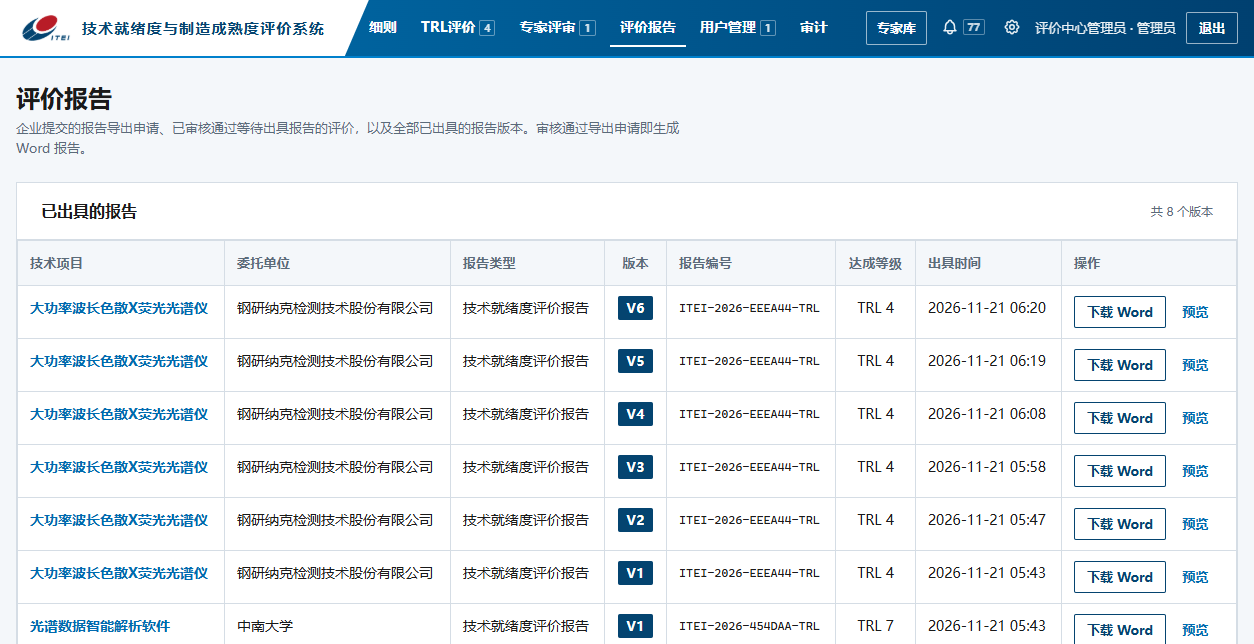 ITEI 技术就绪度与制造成熟度评价系统 细则 TRL评价 4 专家评审 1 评价报告 用户管理 1 审计 专家库 77 评价中心管理员 · 管理员 退出
评价报告
企业提交的报告导出申请、已审核通过等待出具报告的评价，以及全部已出具的报告版本。审核通过导出申请即生成
Word 报告。
已出具的报告 共 8 个版本
技术项目 委托单位 报告类型 版本 报告编号 达成等级 出具时间 操作
大功率波长色散X荧光光谱仪 钢研纳克检测技术股份有限公司 技术就绪度评价报告 V6 ITEI-2026-EEEA44-TRL TRL 4 2026-11-21 06:20 下载 Word 预览
大功率波长色散X荧光光谱仪 钢研纳克检测技术股份有限公司 技术就绪度评价报告 V5 ITEI-2026-EEEA44-TRL TRL 4 2026-11-21 06:19 下载 Word 预览
大功率波长色散X荧光光谱仪 钢研纳克检测技术股份有限公司 技术就绪度评价报告 V4 ITEI-2026-EEEA44-TRL TRL 4 2026-11-21 06:08 下载 Word 预览
大功率波长色散X荧光光谱仪 钢研纳克检测技术股份有限公司 技术就绪度评价报告 V3 ITEI-2026-EEEA44-TRL TRL 4 2026-11-21 05:58 下载 Word 预览
大功率波长色散X荧光光谱仪 钢研纳克检测技术股份有限公司 技术就绪度评价报告 V2 ITEI-2026-EEEA44-TRL TRL 4 2026-11-21 05:47 下载 Word 预览
大功率波长色散X荧光光谱仪 钢研纳克检测技术股份有限公司 技术就绪度评价报告 V1 ITEI-2026-EEEA44-TRL TRL 4 2026-11-21 05:43 下载 Word 预览
光谱数据智能解析软件 中南大学 技术就绪度评价报告 V1 ITEI-2026-454DAA-TRL TRL 7 2026-11-21 05:43 下载 Word 预览